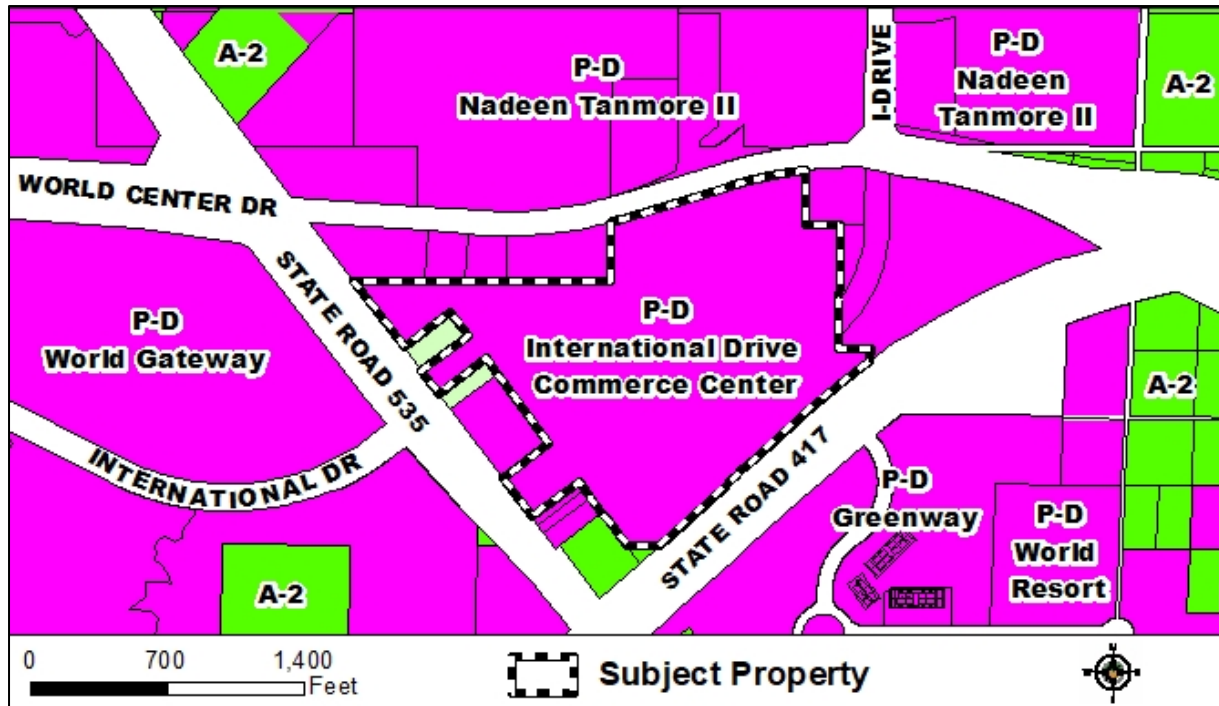 A-2
P-D
Nadeen Tanmore II
I-DRIVE
P-D
Nadeen
Tanmore II
A-2
WORLD CENTER DR
STATE ROAD 535
P-D
World Gateway
P-D
International Drive
Commerce Center
A-2
INTERNATIONAL DR
STATE ROAD 417
P-D
Greenway
P-D
World
Resort
A-2
0 700 1,400
Feet
Subject Property
N